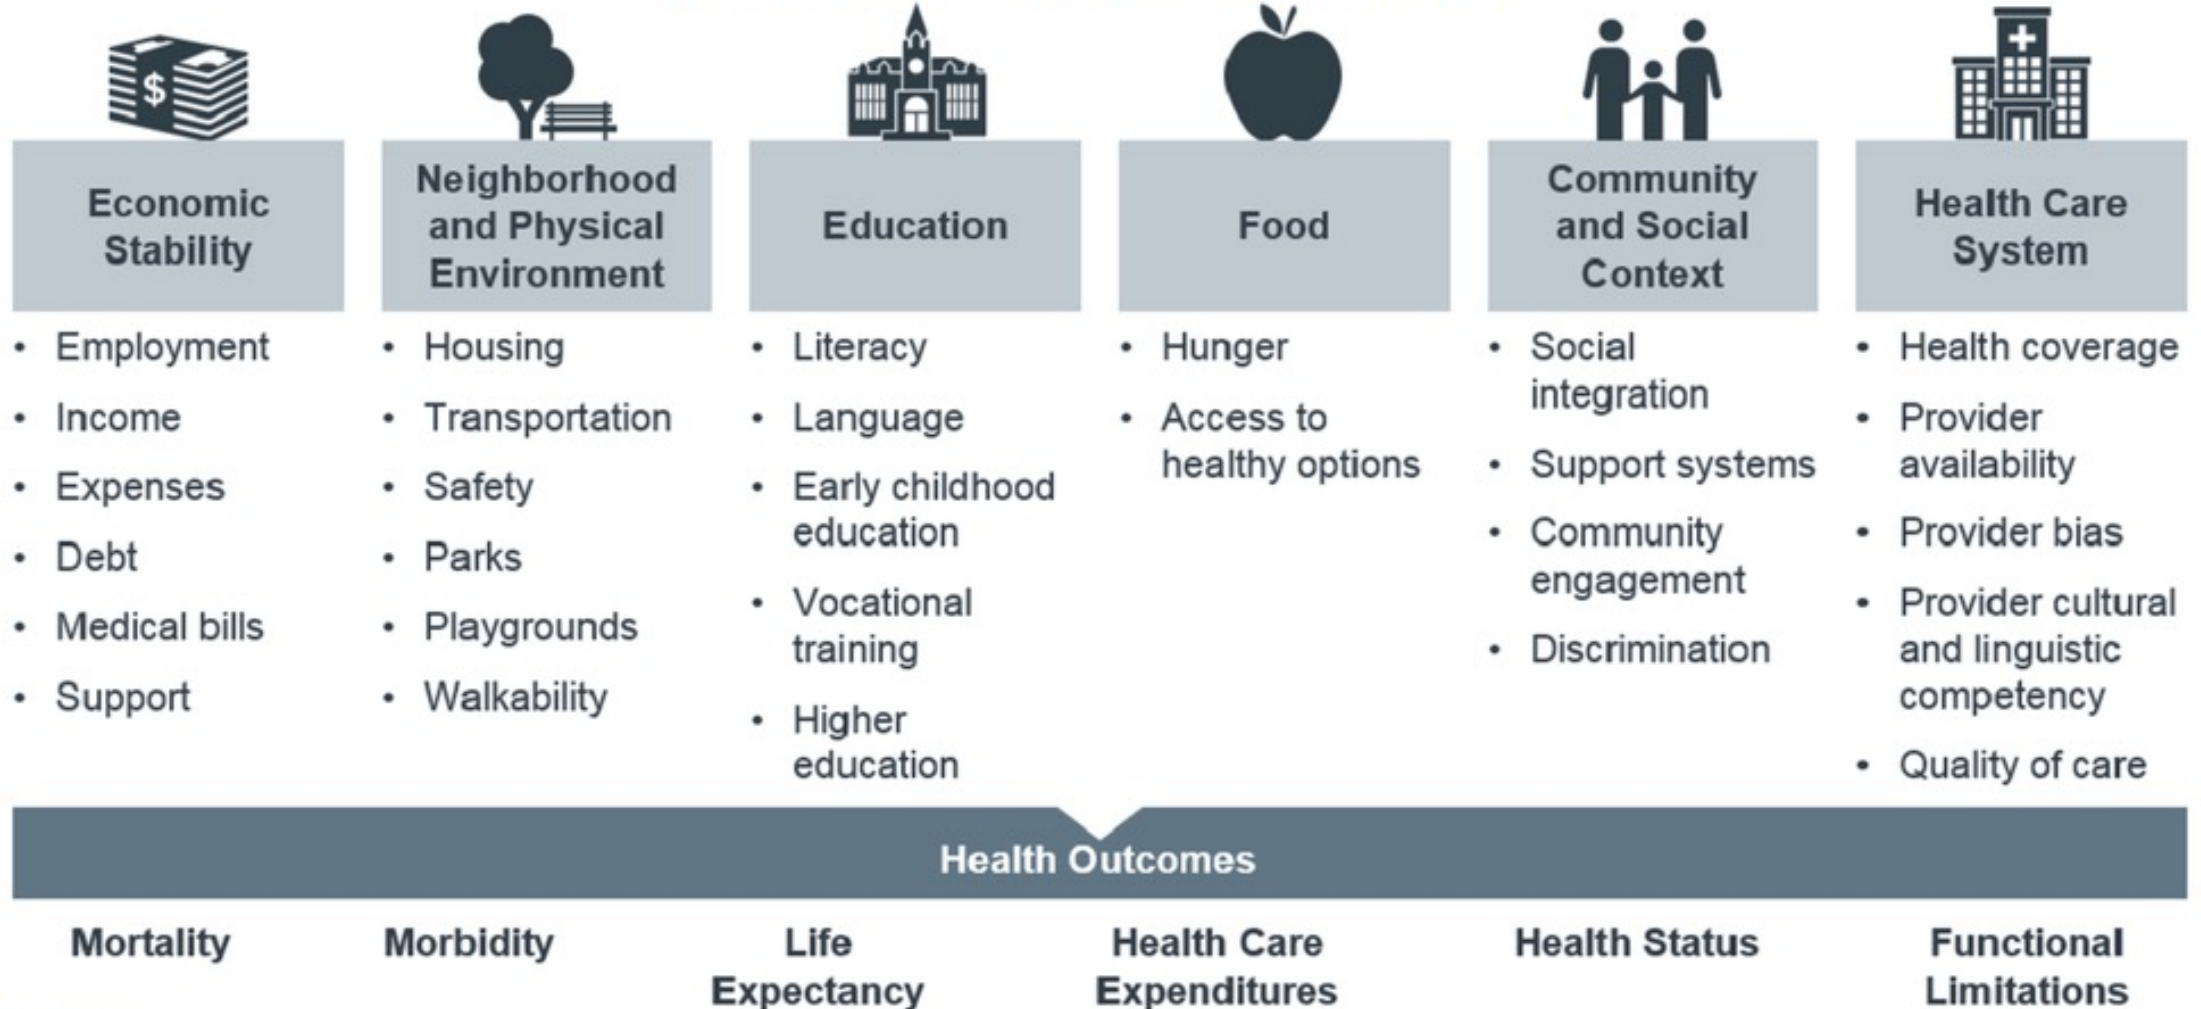 $
Economic
Stability
• Employment
• Income
• Expenses
• Debt
• Medical bills
• Support
Neighborhood
and Physical
Environment
• Housing
• Transportation
• Safety
• Parks
• Playgrounds
• Walkability
Education
• Literacy
• Language
• Early childhood
education
• Vocational
training
• Higher
education
Food
• Hunger
• Access to
healthy options
Community
and Social
Context
• Social
integration
• Support systems
• Community
engagement
• Discrimination
Health Care
System
• Health coverage
• Provider
availability
• Provider bias
• Provider cultural
and linguistic
competency
• Quality of care
Health Outcomes
Mortality
Morbidity
Life
Expectancy
Health Care
Expenditures
Health Status
Functional
Limitations